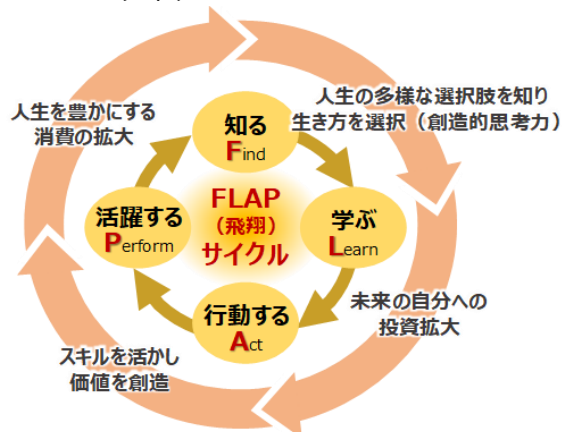 人生を豊かにする
消費の拡大
人生の多様な選択肢を知り
生き方を選択（創造的思考力）
知る
Find
活躍する
Perform
FLAP
（飛翔）
サイクル
学ぶ
Learn
行動する
Act
未来の自分への
投資拡大
スキルを活かし
価値を創造